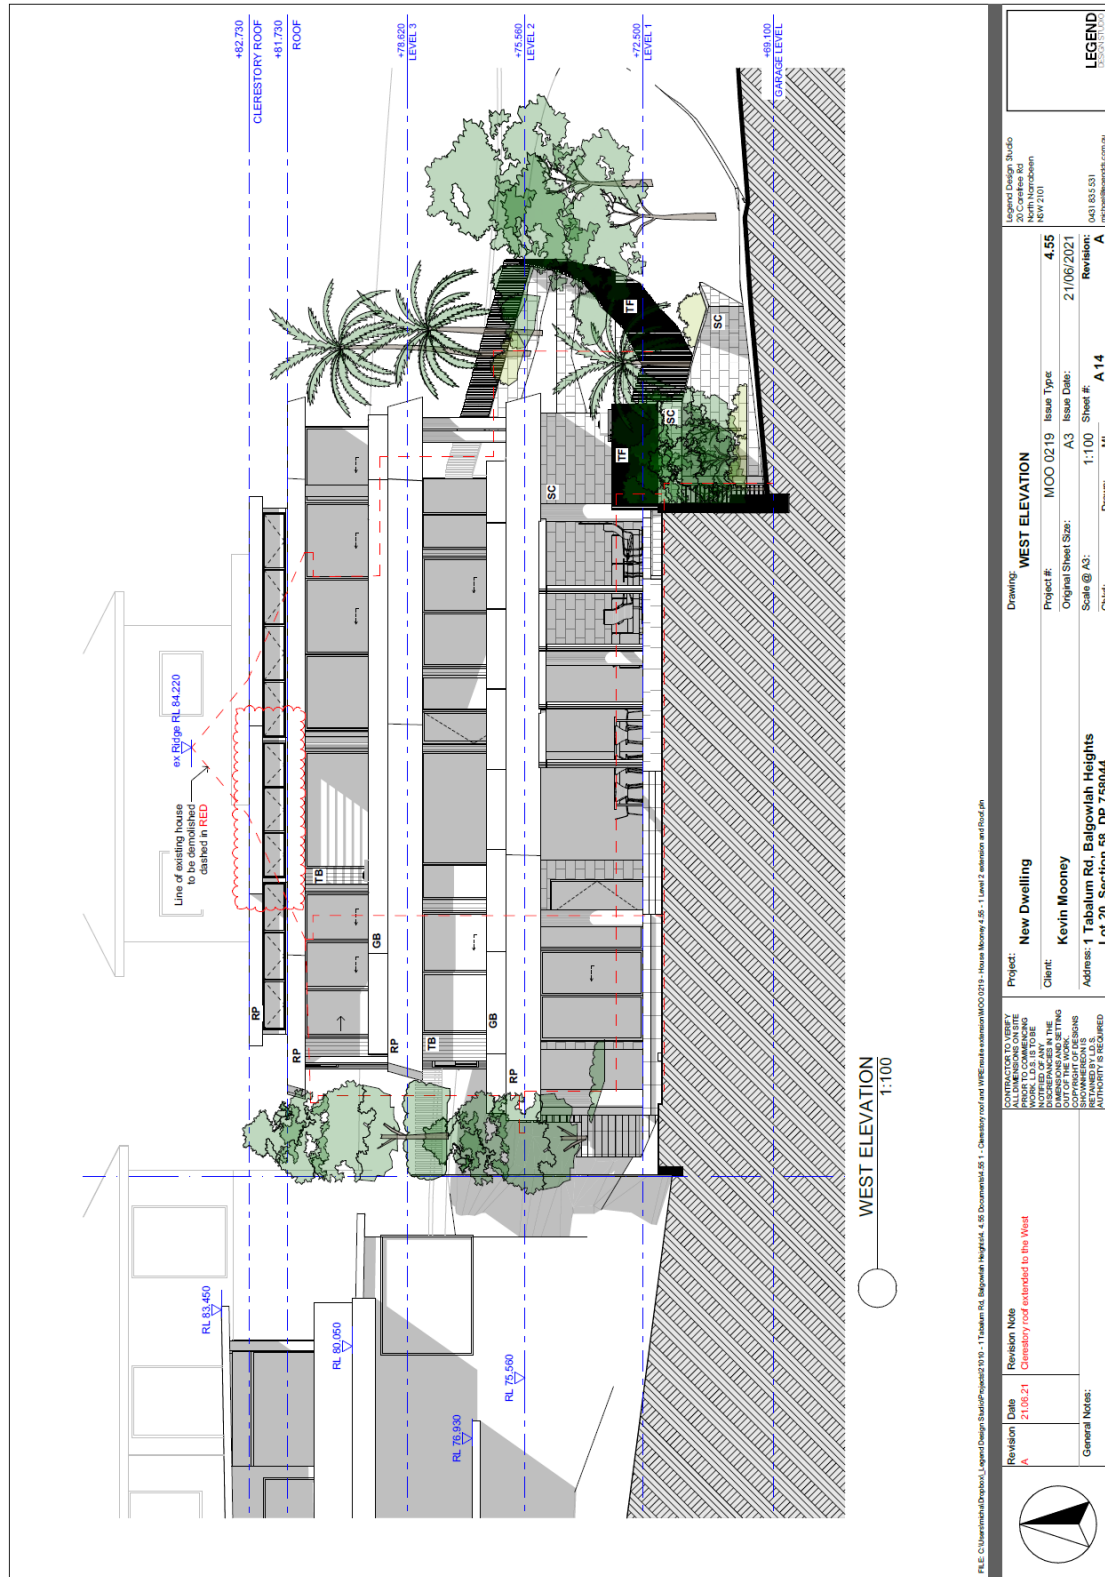 +82.730
CLERESTORY ROOF
+81.730
ROOF
+78.620
LEVEL 3
+75.560
LEVEL 2
+72.500
LEVEL 1
+69.100
GARAGE LEVEL
ex Ridge RL 84.220
Line of existing house
to be demolished
dashed in RED
RP
RP
TB
GB
RP
TB
GB
RP
SC
TF
TF
SC
SC
RL 83,450
RL 80,050
RL 75,560
RL 76,930
WEST ELEVATION
1:100
Revision
Date
Revision Note
A
21.06.21
Clerestory roof extended to the West
General Notes:
CONTRACTOR TO VERIFY
ALL DIMENSIONS ON SITE
PRIOR TO COMMENCING
WORK. L.D.S. IS TO BE
NOTIFIED OF ANY
DISCREPANCIES IN THE
DIMENSIONS AND SETTING
OUT OF THE WORK.
COPYRIGHT OF DESIGNS
SHOWN HEREON IS
RETAINED BY L.D.S.
AUTHORITY IS REQUIRED
Project:
New Dwelling
Client:
Kevin Mooney
Address: 1 Tabalum Rd, Balgowlah Heights
Lot 20, Section 58, DP 758044
Drawing:
WEST ELEVATION
Project #:
MOO 0219
Issue Type:
4.55
Original Sheet Size:
A3
Issue Date:
21/06/2021
Scale @ A3:
1:100
Sheet #:
A 14
Revision:
A
Legend Design Studio
North Narrabeen
NSW 2101
0431 835 531
LEGEND
DESIGN STUDIO